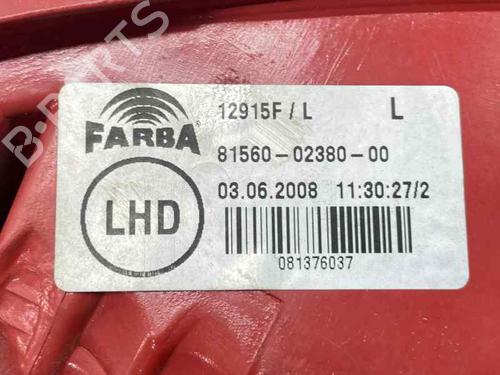 FARBA
LHD
12915F / L L
81560-02380-00
03.06.2008 11:30:27/2
081376037
B-PARTS